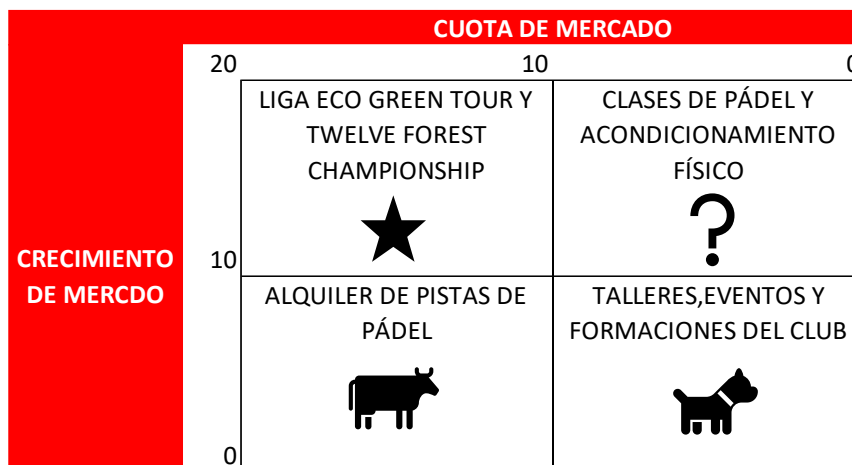 CUOTA DE MERCADO
20 10 0
LIGA ECO GREEN TOUR Y
TWELVE FOREST
CHAMPIONSHIP
CLASES DE PÁDEL Y
ACONDICIONAMIENTO
FÍSICO
?
CRECIMIENTO
DE MERCDO
10
ALQUILER DE PISTAS DE
PÁDEL
TALLERES,EVENTOS Y
FORMACIONES DEL CLUB
0